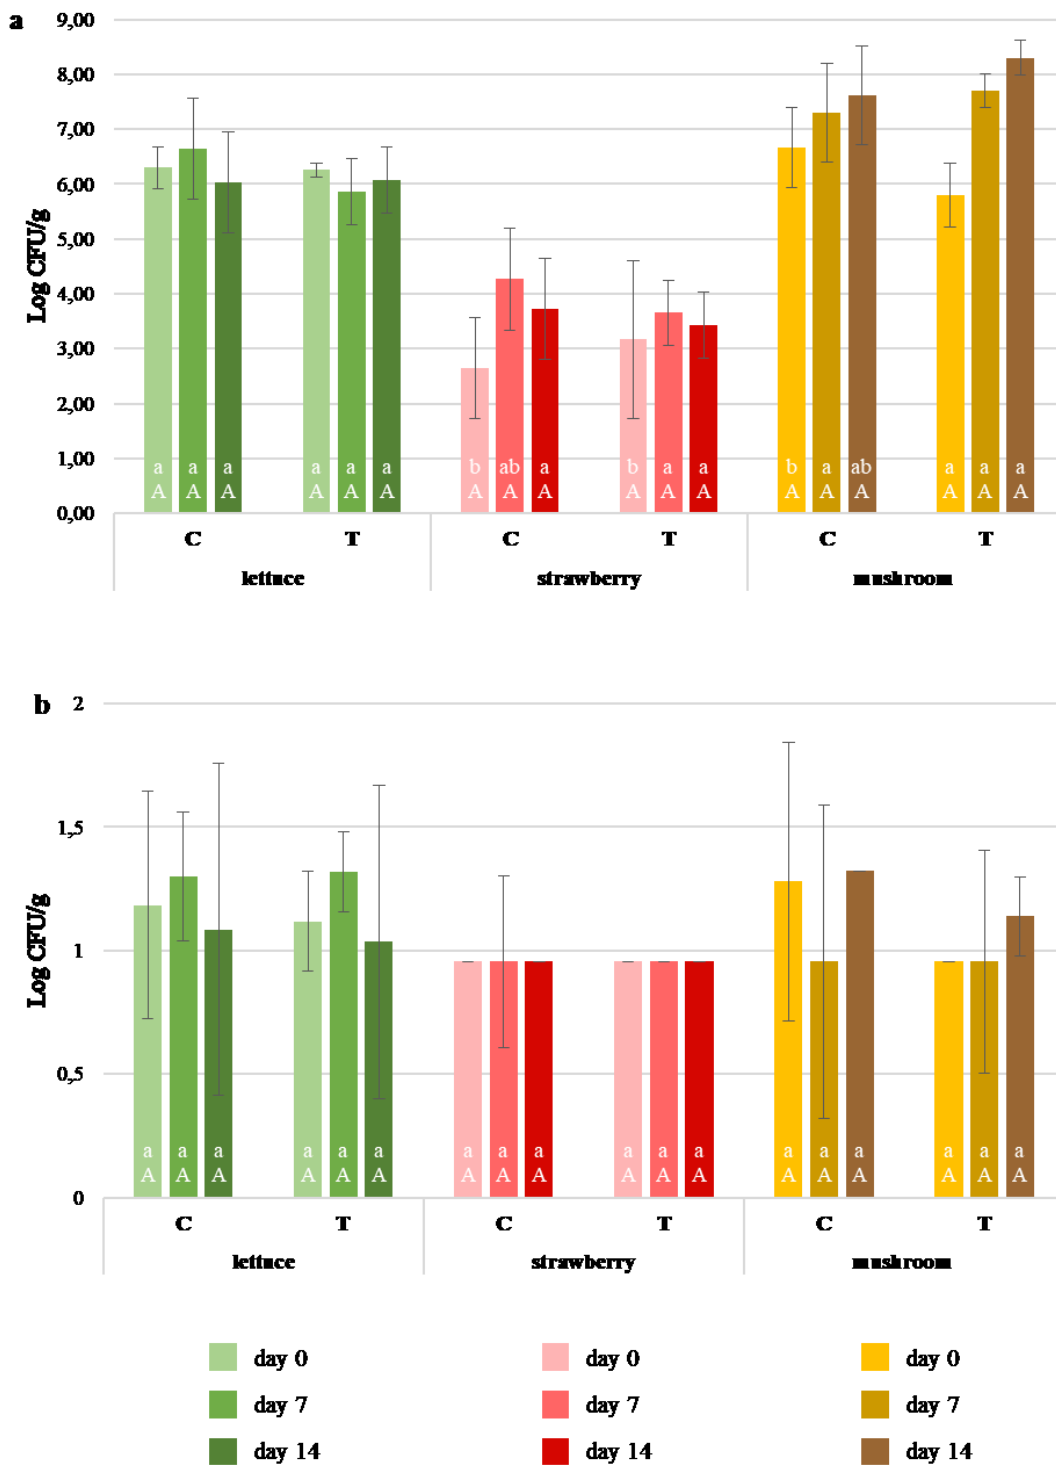 a
9,00
8,00
7,00
6,00
5,00
4,00
3,00
2,00
1,00
0,00
Log CFU/g
a a a a a a b ab a b a a b a ab a a a
A A A A A A A A A A A A A A A A A A
C T C T C T
lettuce strawberry mushroom
b
2
1,5
1
0,5
0
Log CFU/g
a a a a a a a a a a a a a a a a a a
A A A A A A A A A A A A A A A A A A
C T C T C T
lettuce strawberry mushroom
day 0 day 0 day 0
day 7 day 7 day 7
day 14 day 14 day 14